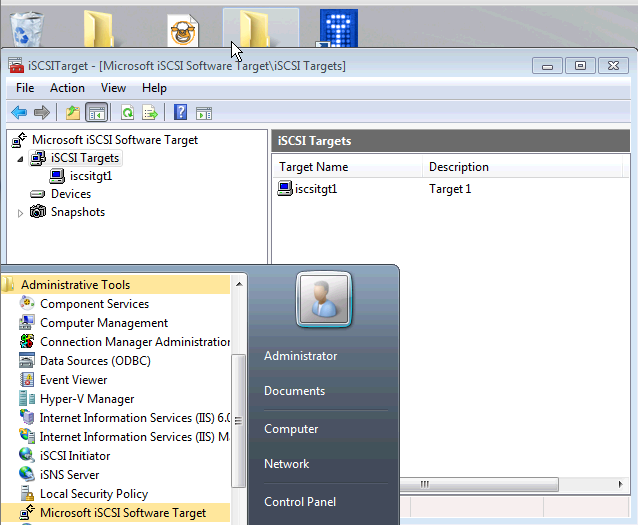 iSCSITarget - [Microsoft iSCSI Software Target\iSCSI Targets]
File Action View Help
Microsoft iSCSI Software Target
iSCSI Targets
iscsitgt1
Devices
Snapshots
iSCSI Targets
Target Name Description
iscsitgt1 Target 1
Administrative Tools
Component Services
Computer Management
Connection Manager Administration
Data Sources (ODBC)
Event Viewer
Hyper-V Manager
Internet Information Services (IIS) 6.0
Internet Information Services (IIS) M
iSCSI Initiator
iSNS Server
Local Security Policy
Microsoft iSCSI Software Target
Administrator
Documents
Computer
Network
Control Panel